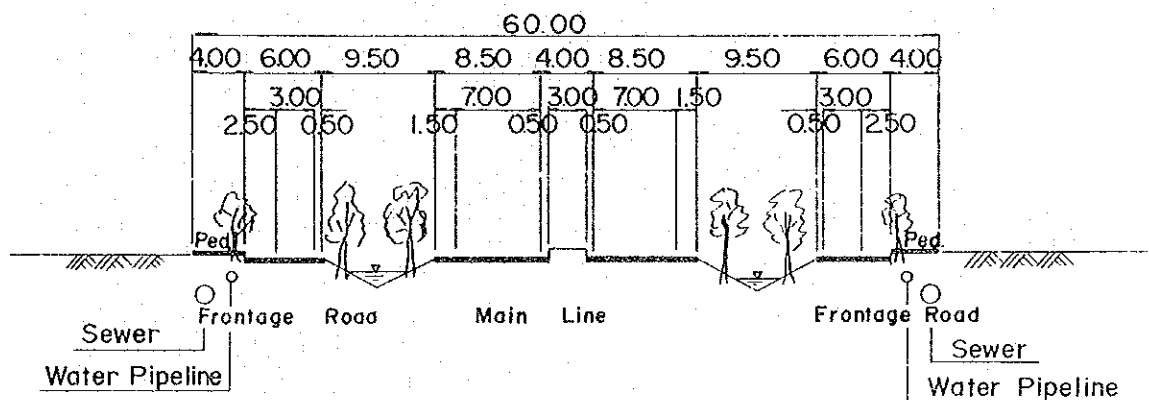 60.00
4.00 6.00 9.50 8.50 4.00 8.50 9.50 6.00 4.00
3.00 7.00 3.00 7.00 1.50 3.00
2.50 0.50 1.50 0.50 0.50 0.50 2.50
Ped. Ped.
Frontage Road Main Line Frontage Road
Sewer Sewer
Water Pipeline Water Pipeline